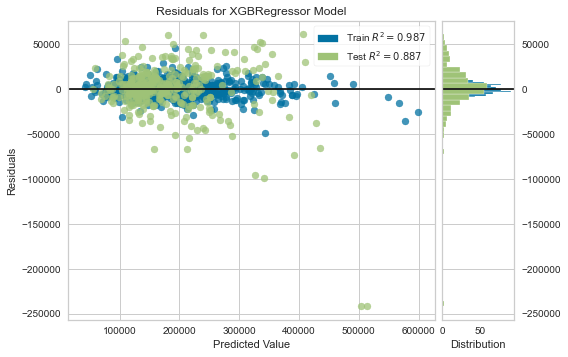 Residuals for XGBRegressor Model
Train R² = 0.987
Test R² = 0.887
50000
0
−50000
−100000
−150000
−200000
−250000
Residuals
100000 200000 300000 400000 500000 600000
Predicted Value
50000
0
−50000
−100000
−150000
−200000
−250000
0 50
Distribution